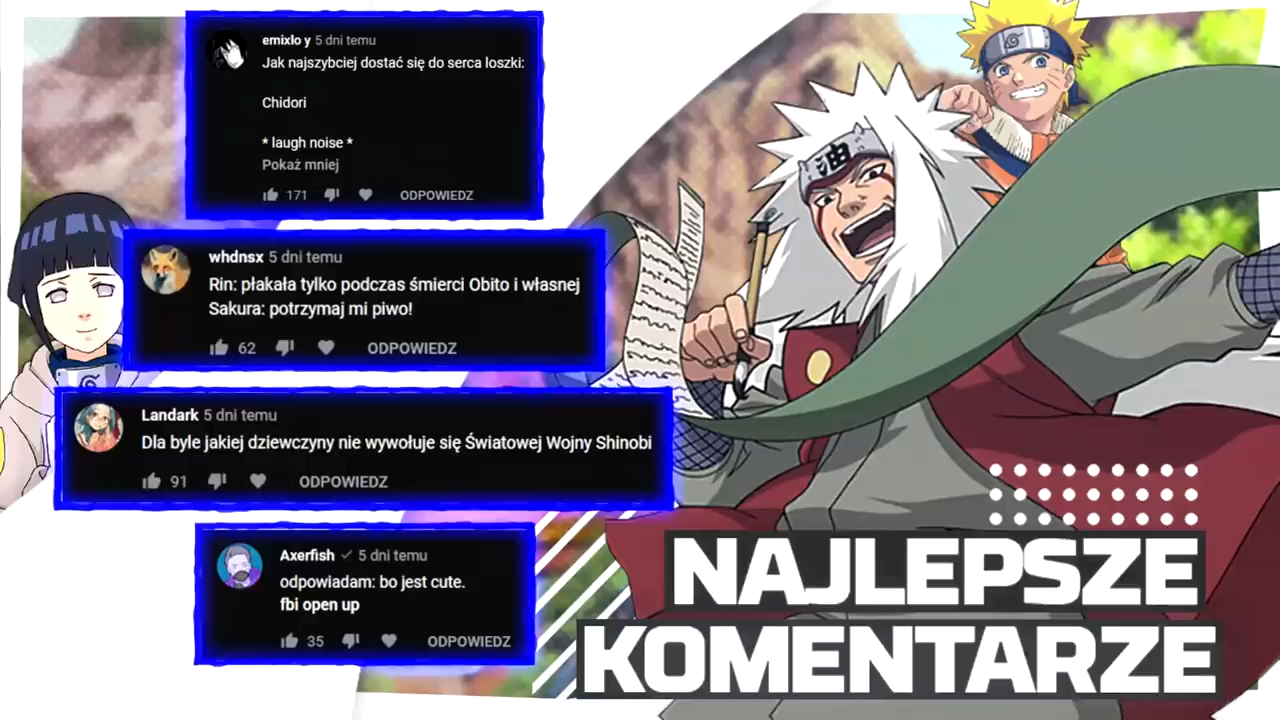 emixlo y 5 dni temu
Jak najszybciej dostać się do serca loszki:
Chidori
* laugh noise *
Pokaż mniej
171 ODPOWIEDZ
whdnsx 5 dni temu
Rin: płakała tylko podczas śmierci Obito i własnej
Sakura: potrzymaj mi piwo!
62 ODPOWIEDZ
Landark 5 dni temu
Dla byle jakiej dziewczyny nie wywołuje się Światowej Wojny Shinobi
91 ODPOWIEDZ
Axerfish 5 dni temu
odpowiadam: bo jest cute.
fbi open up
35 ODPOWIEDZ
油
NAJLEPSZE
KOMENTARZE